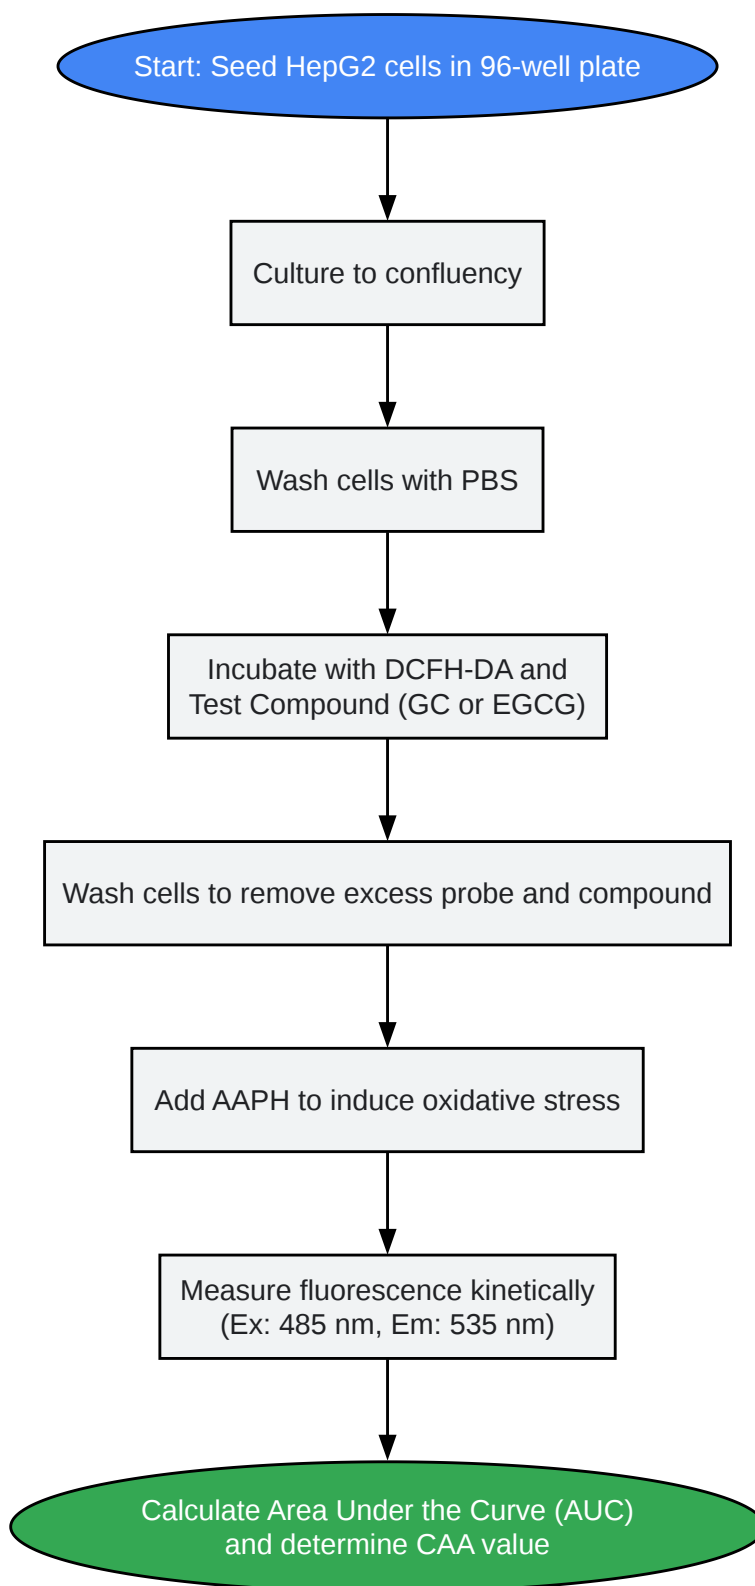 Start: Seed HepG2 cells in 96-well plate
Culture to confluency
Wash cells with PBS
Incubate with DCFH-DA and
Test Compound (GC or EGCG)
Wash cells to remove excess probe and compound
Add AAPH to induce oxidative stress
Measure fluorescence kinetically
(Ex: 485 nm, Em: 535 nm)
Calculate Area Under the Curve (AUC)
and determine CAA value